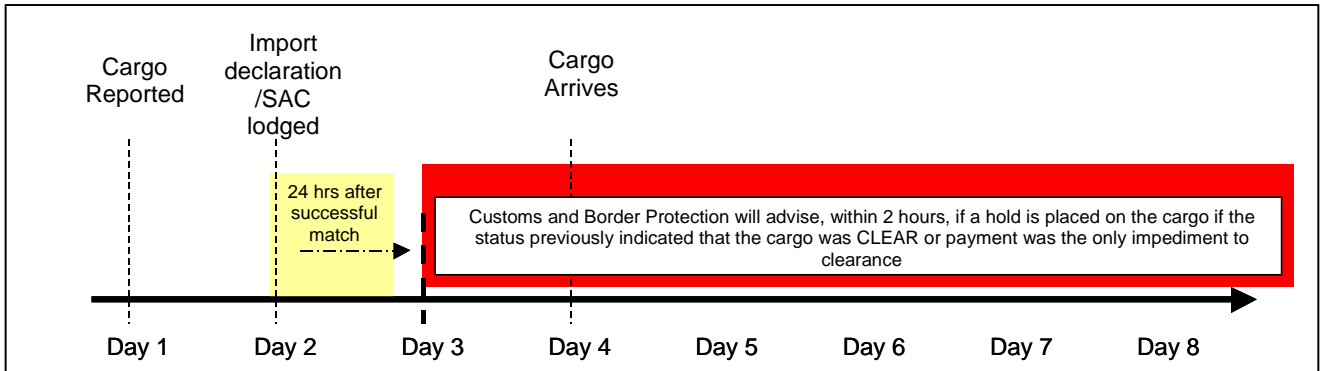 Cargo
Reported
Import
declaration
/SAC
lodged
Cargo
Arrives
24 hrs after
successful
match
Customs and Border Protection will advise, within 2 hours, if a hold is placed on the cargo if the
status previously indicated that the cargo was CLEAR or payment was the only impediment to
clearance
Day 1 Day 2 Day 3 Day 4 Day 5 Day 6 Day 7 Day 8